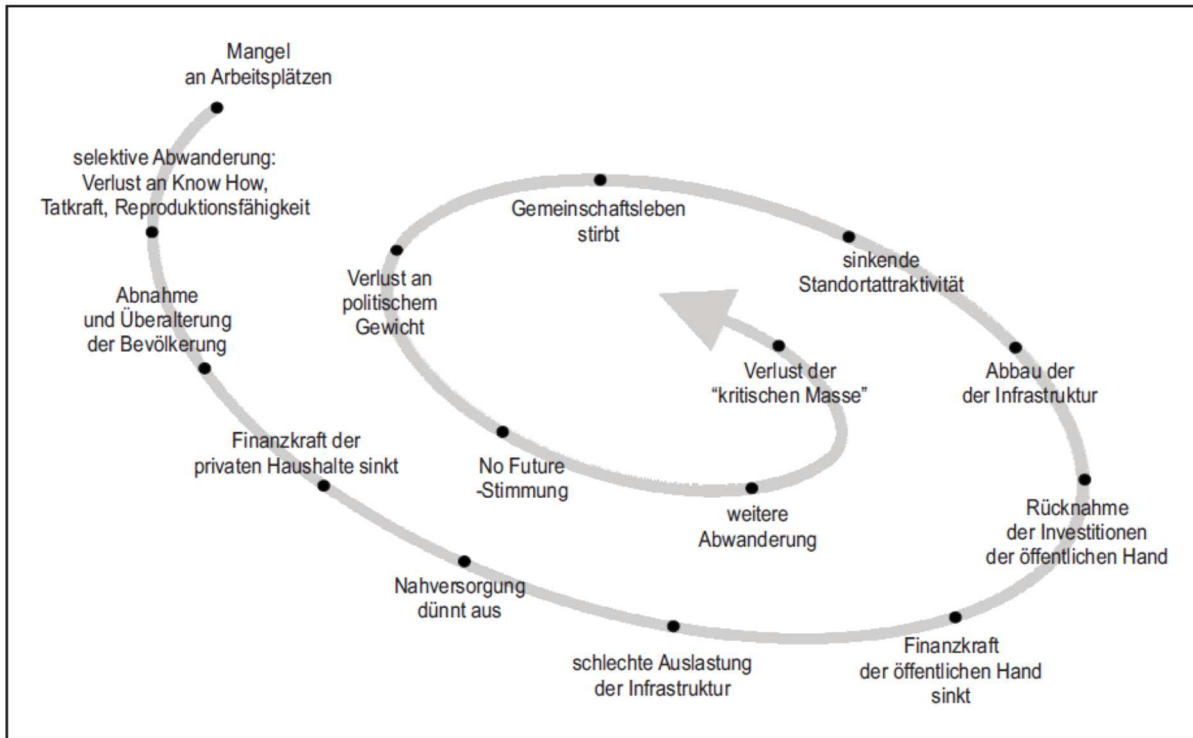 Mangel
an Arbeitsplätzen
selektive Abwanderung:
Verlust an Know How,
Tatkraft, Reproduktionsfähigkeit
Abnahme
und Überalterung
der Bevölkerung
Finanzkraft der
privaten Haushalte sinkt
Nahversorgung
dünnt aus
schlechte Auslastung
der Infrastruktur
Finanzkraft
der öffentlichen Hand
sinkt
Rücknahme
der Investitionen
der öffentlichen Hand
Abbau der
der Infrastruktur
sinkende
Standortattraktivität
Gemeinschaftsleben
stirbt
Verlust an
politischem
Gewicht
No Future
-Stimmung
weitere
Abwanderung
Verlust der
“kritischen Masse”